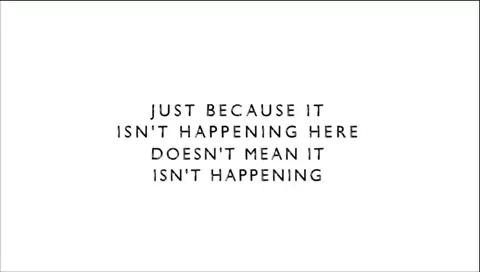 JUST BECAUSE IT
ISN'T HAPPENING HERE
DOESN'T MEAN IT
ISN'T HAPPENING